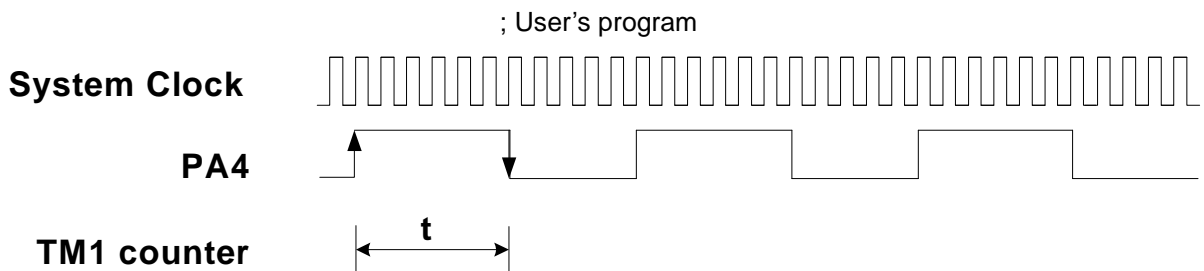 ; User’s program
System Clock
PA4
t
TM1 counter